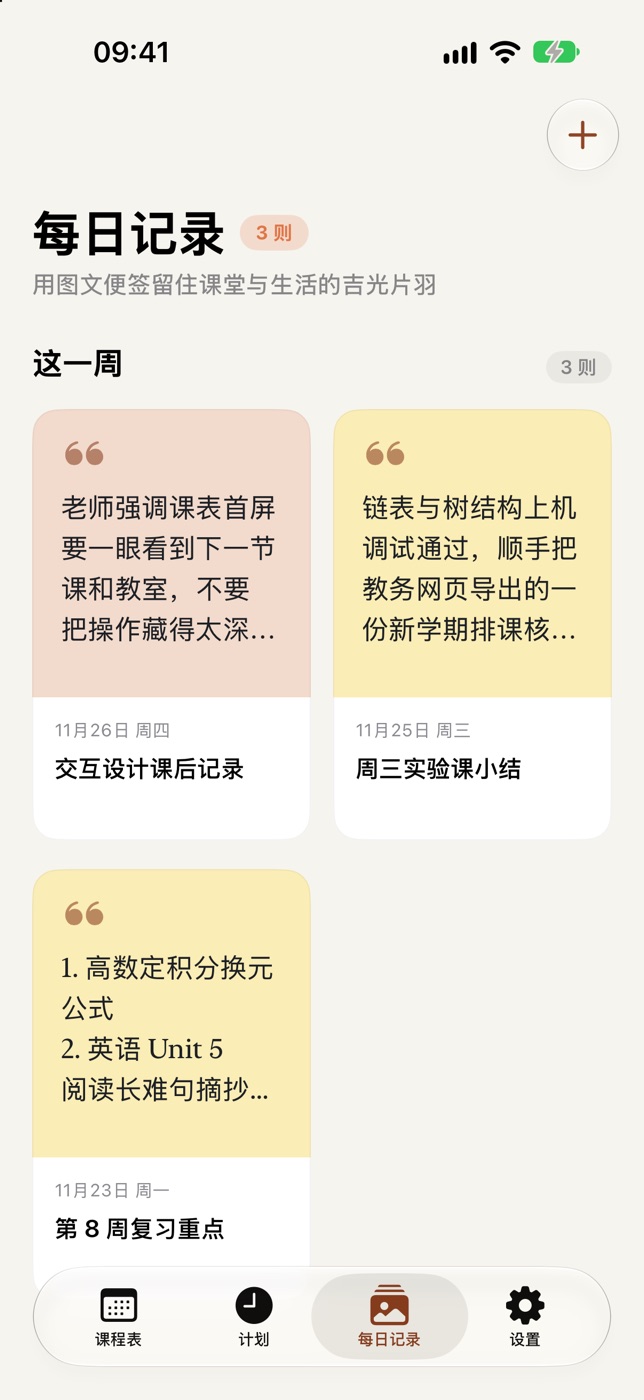 09:41
每日记录 3 则
用图文便签留住课堂与生活的吉光片羽
这一周
3 则
老师强调课表首屏
要一眼看到下一节
课和教室，不要
把操作藏得太深…
11月26日 周四
交互设计课后记录
链表与树结构上机
调试通过，顺手把
教务网页导出的一
份新学期排课核…
11月25日 周三
周三实验课小结
1. 高数定积分换元
公式
2. 英语 Unit 5
阅读长难句摘抄…
11月23日 周一
第 8 周复习重点
课程表
计划
每日记录
设置